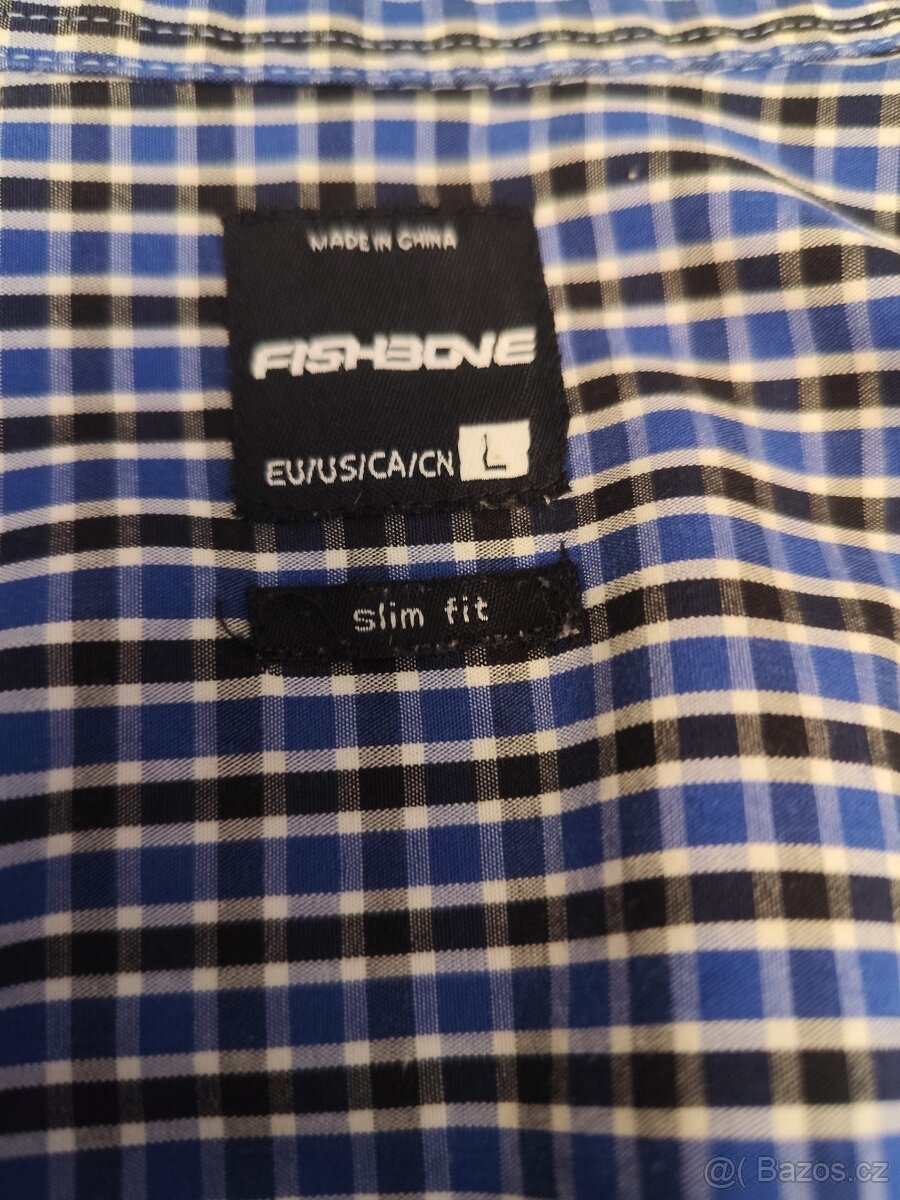 MADE IN CHINA
FISHBONE
EU/US/CA/CN L
slim fit
@( Bazos.cz